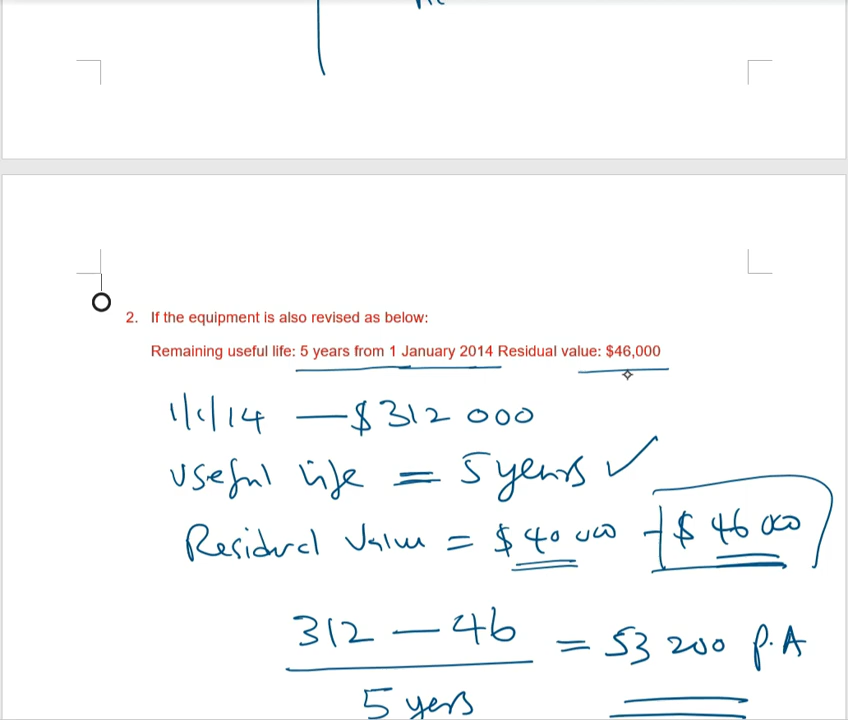 2. If the equipment is also revised as below:
Remaining useful life: 5 years from 1 January 2014 Residual value: $46,000
1/1/14 — $312 000
Useful life = 5 years ✓
Residual Value = $40 000 $46 000
312 — 46 = 53 200 P.A
5 years